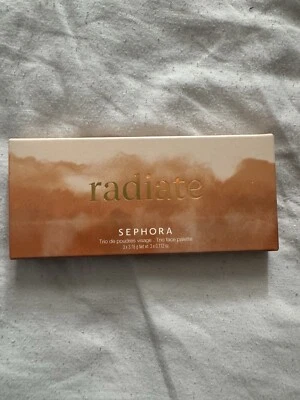 radiate
SEPHORA
Trio de poudres visage . Trio face palette